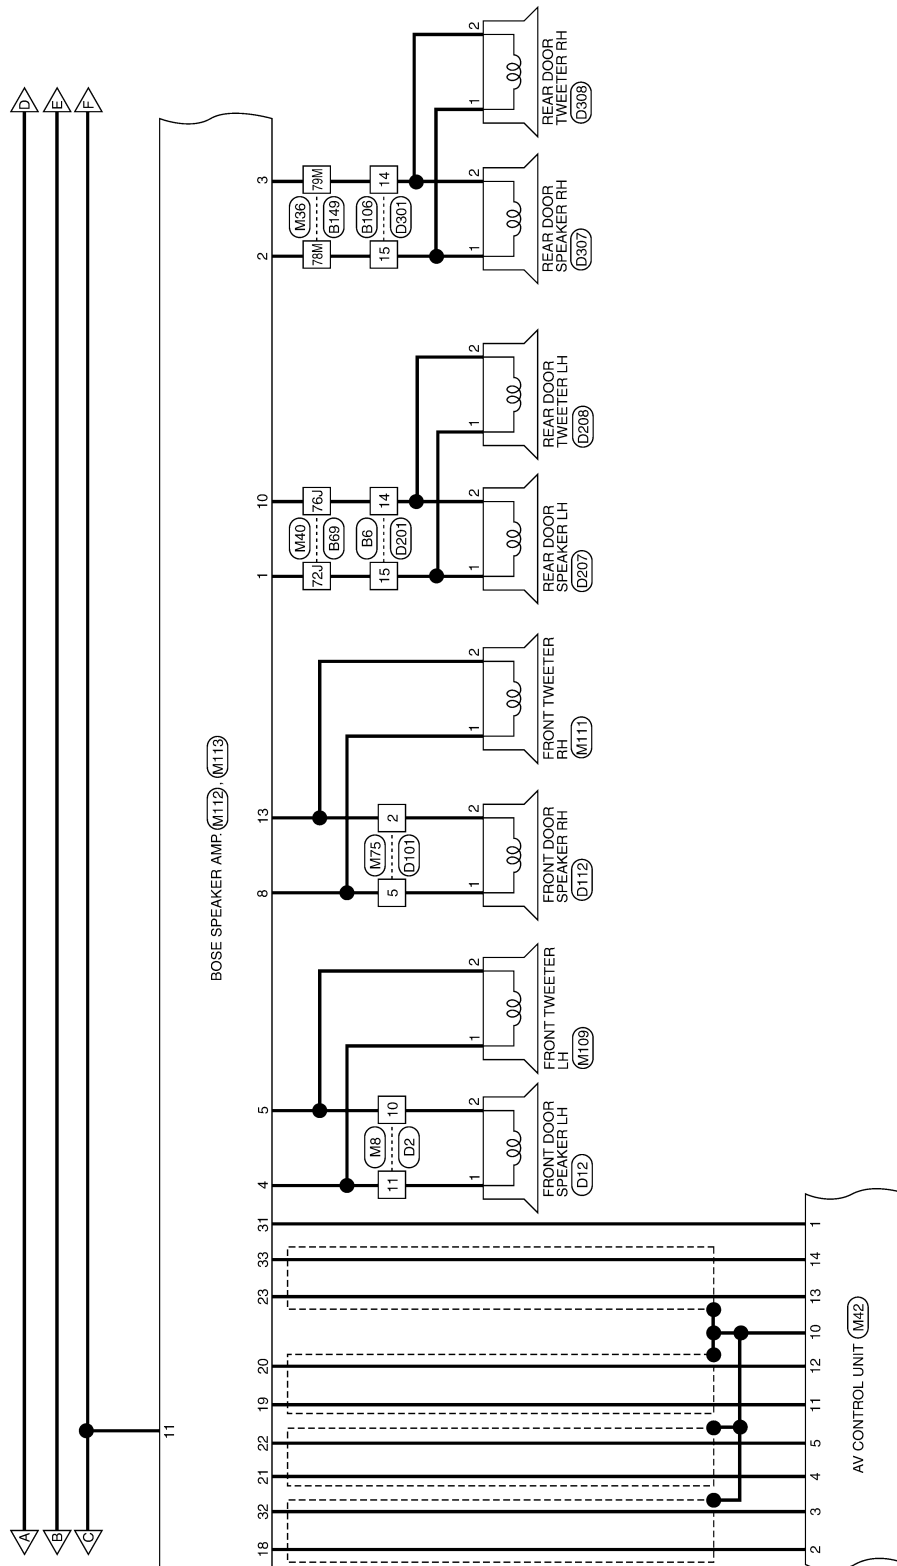 A
B
C
D
E
F
BOSE SPEAKER AMP. M112, M113
11
18
32
21
22
19
20
23
33
31
4
5
8
13
1
10
2
3
2
3
4
5
11
12
10
13
14
1
AV CONTROL UNIT M42
11
10
M8
D2
1
2
FRONT DOOR
SPEAKER LH
D12
1
2
FRONT TWEETER
LH
M109
5
2
M75
D101
1
2
FRONT DOOR
SPEAKER RH
D112
1
2
FRONT TWEETER
RH
M111
72J
76J
M40
B69
15
14
B6
D201
1
2
REAR DOOR
SPEAKER LH
D207
1
2
REAR DOOR
TWEETER LH
D208
78M
79M
M36
B149
15
14
B106
D301
1
2
REAR DOOR
SPEAKER RH
D307
1
2
REAR DOOR
TWEETER RH
D308